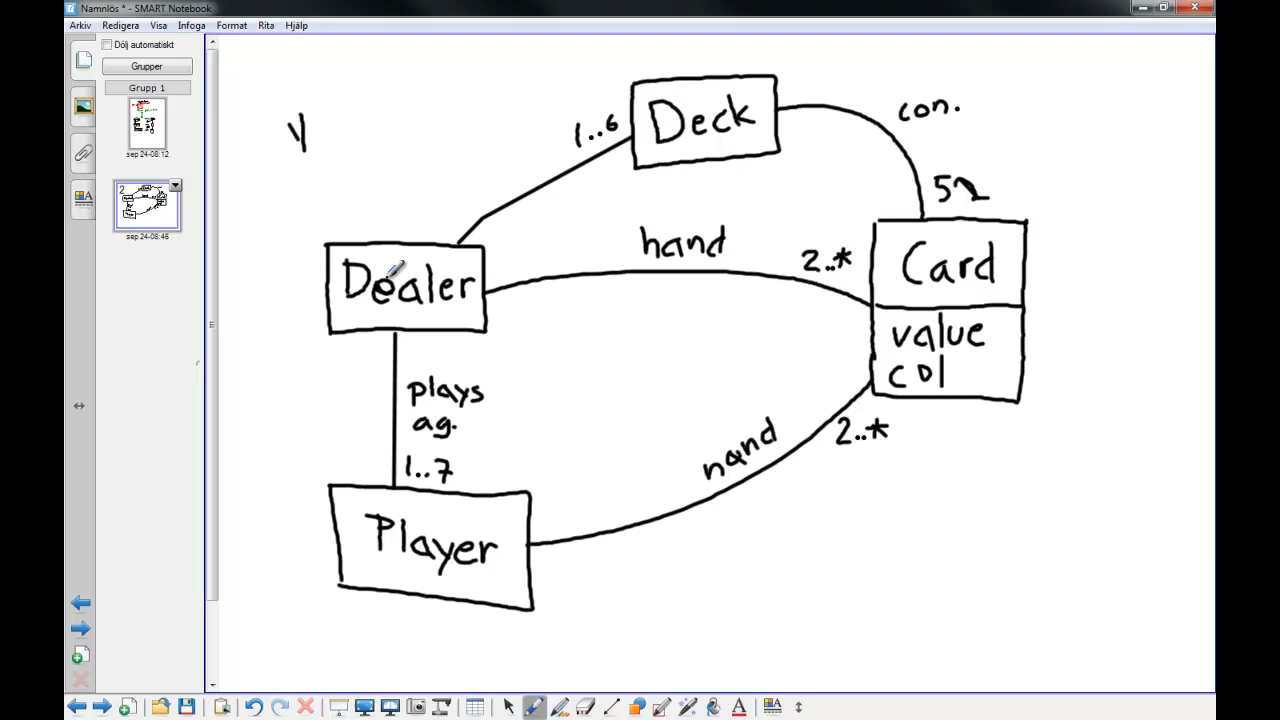 Namnlös * - SMART Notebook
Arkiv Redigera Visa Infoga Format Rita Hjälp
Dölj automatiskt
Grupper
Grupp 1
sep 24-08:12
sep 24-08:46
Deck
1..6
con.
52
Dealer
hand
2..*
Card
value
col
plays
ag.
1..7
hand
2..*
Player